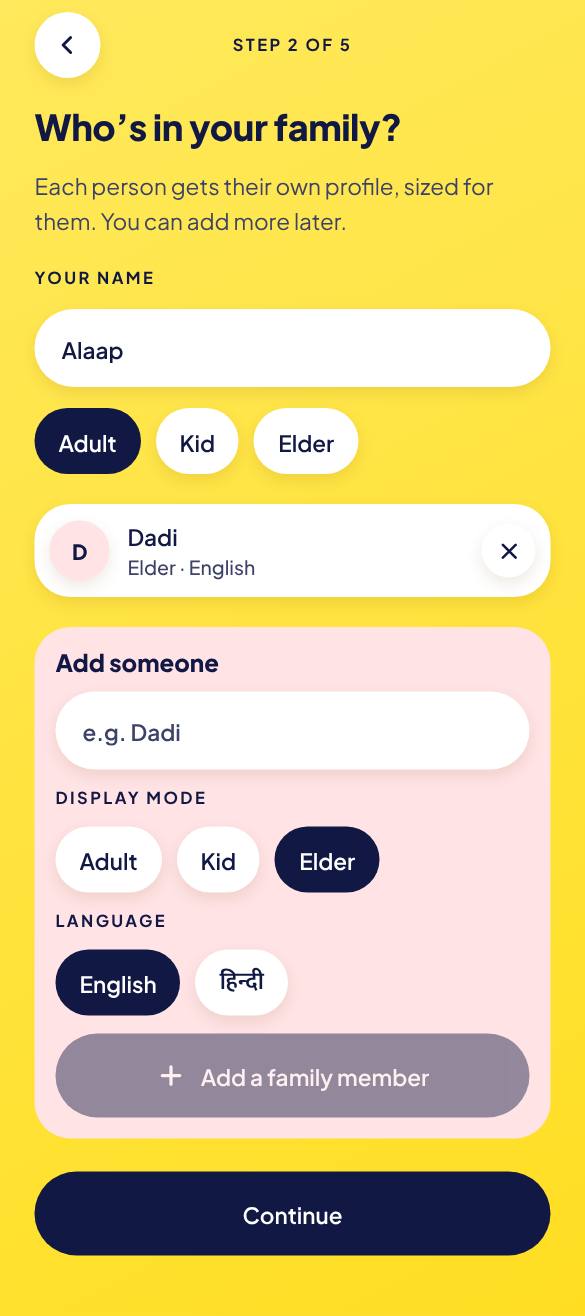 STEP 2 OF 5
Who’s in your family?
Each person gets their own profile, sized for
them. You can add more later.
YOUR NAME
Alaap
Adult Kid Elder
D
Dadi
Elder · English
Add someone
e.g. Dadi
DISPLAY MODE
Adult Kid Elder
LANGUAGE
English हिन्दी
+ Add a family member
Continue